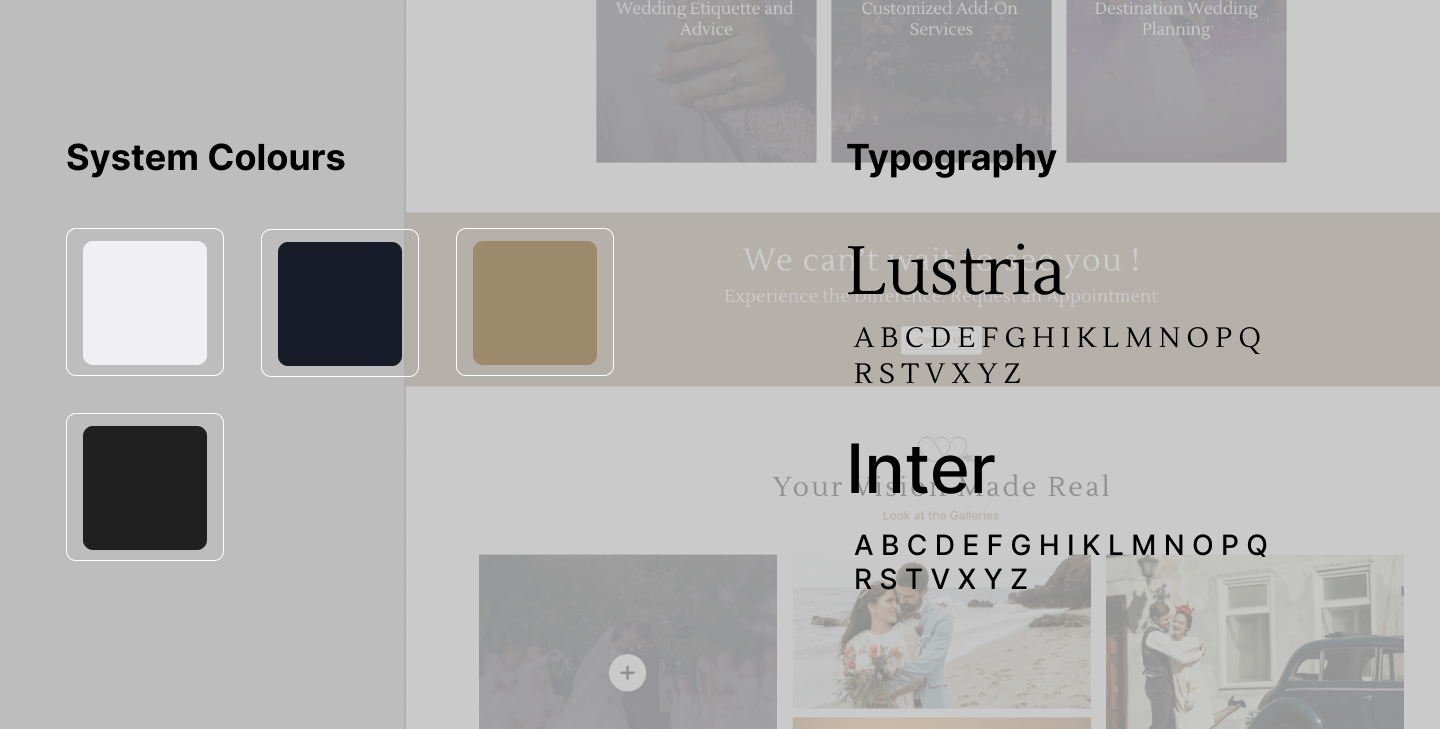 Wedding Etiquette and
Advice
Customized Add-On
Services
Destination Wedding
Planning
System Colours
Typography
We can't wait to see you !
Experience the Difference. Request an Appointment
Lustria
A B C D E F G H I K L M N O P Q
R S T V X Y Z
Inter
Your Vision Made Real
Look at the Galleries
A B C D E F G H I K L M N O P Q
R S T V X Y Z